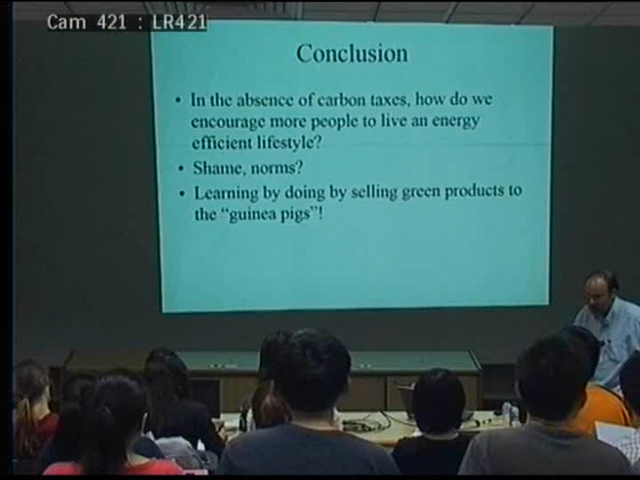 Cam 421 : LR421
Conclusion
• In the absence of carbon taxes, how do we
encourage more people to live an energy
efficient lifestyle?
• Shame, norms?
• Learning by doing by selling green products to
the "guinea pigs"!